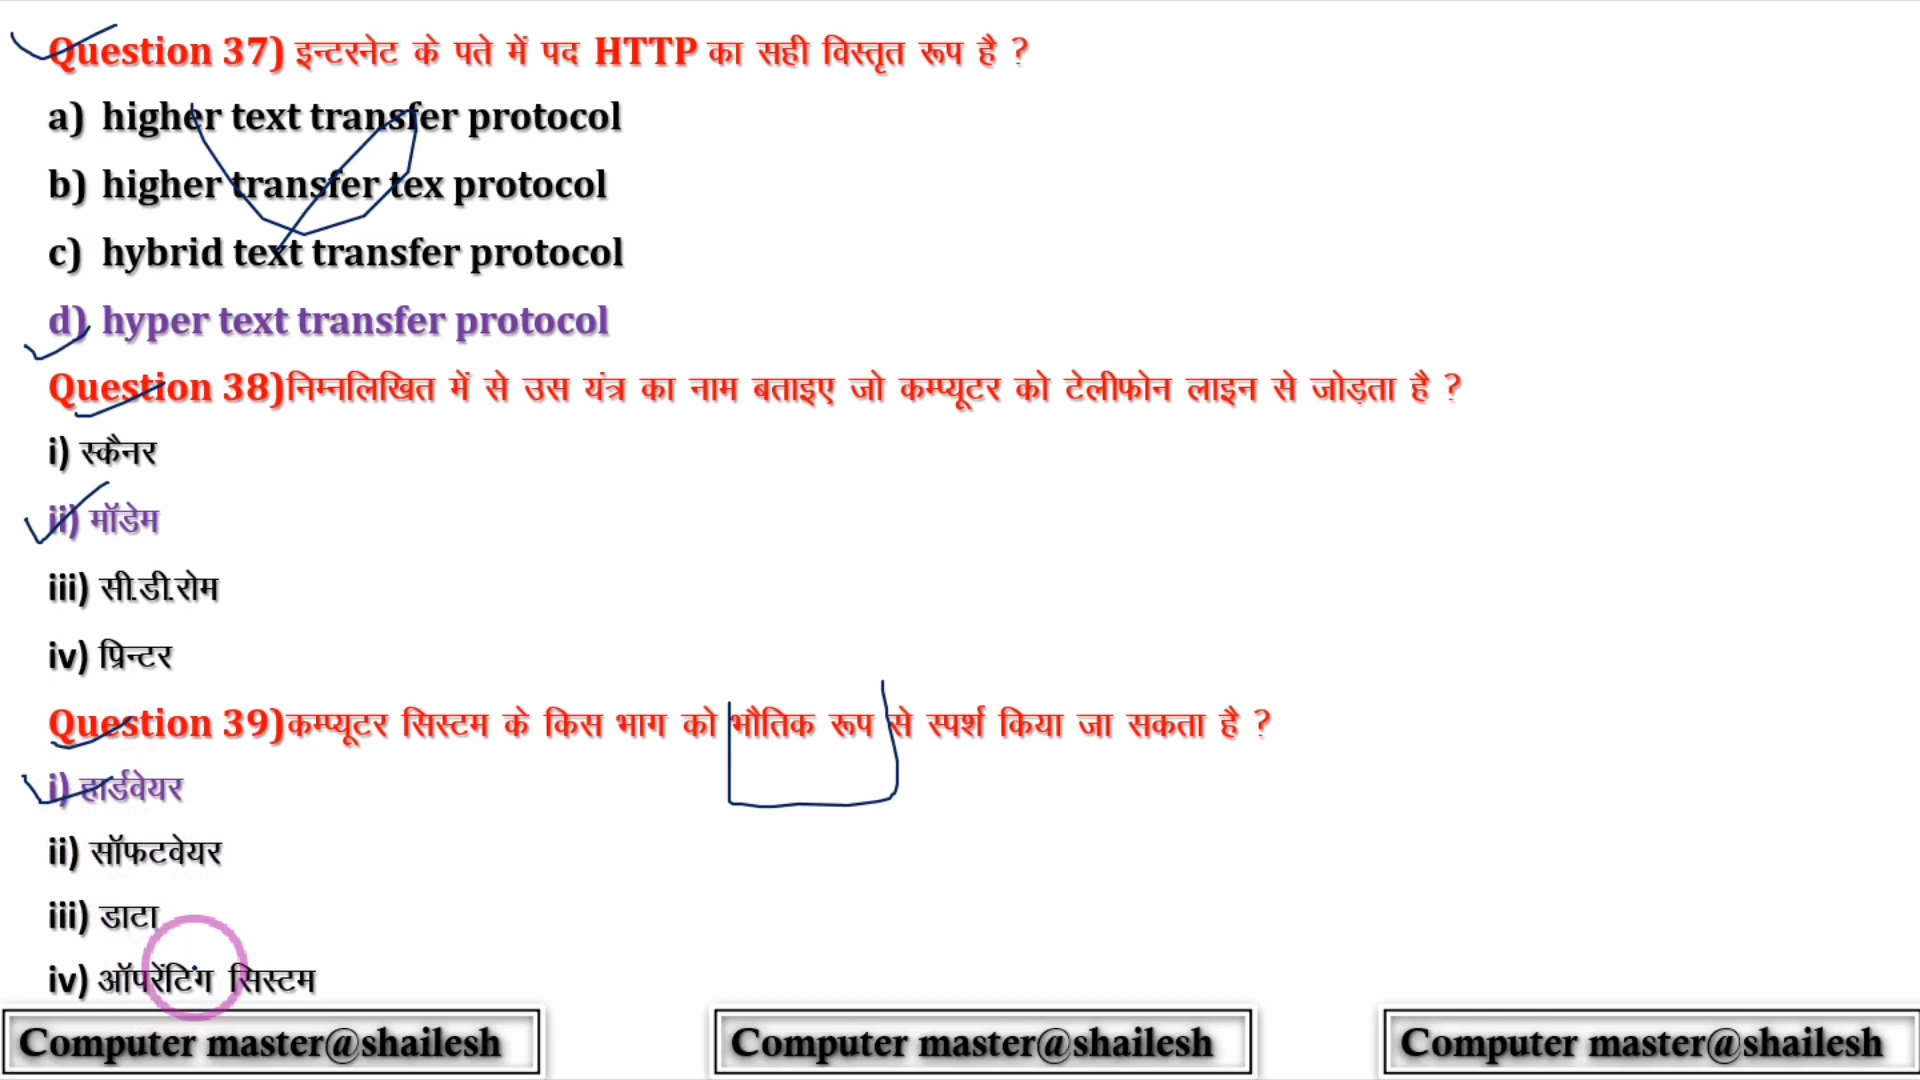 Question 37) इन्टरनेट के पते में पद HTTP का सही विस्तृत रूप है ?
a) higher text transfer protocol
b) higher transfer tex protocol
c) hybrid text transfer protocol
d) hyper text transfer protocol
Question 38)निम्नलिखित में से उस यंत्र का नाम बताइए जो कम्प्यूटर को टेलीफोन लाइन से जोड़ता है ?
i) स्कैनर
ii) मॉडेम
iii) सी.डी.रोम
iv) प्रिन्टर
Question 39)कम्प्यूटर सिस्टम के किस भाग को भौतिक रूप से स्पर्श किया जा सकता है ?
i) हार्डवेयर
ii) सॉफटवेयर
iii) डाटा
iv) ऑपरेंटिंग सिस्टम
Computer master@shailesh Computer master@shailesh Computer master@shailesh